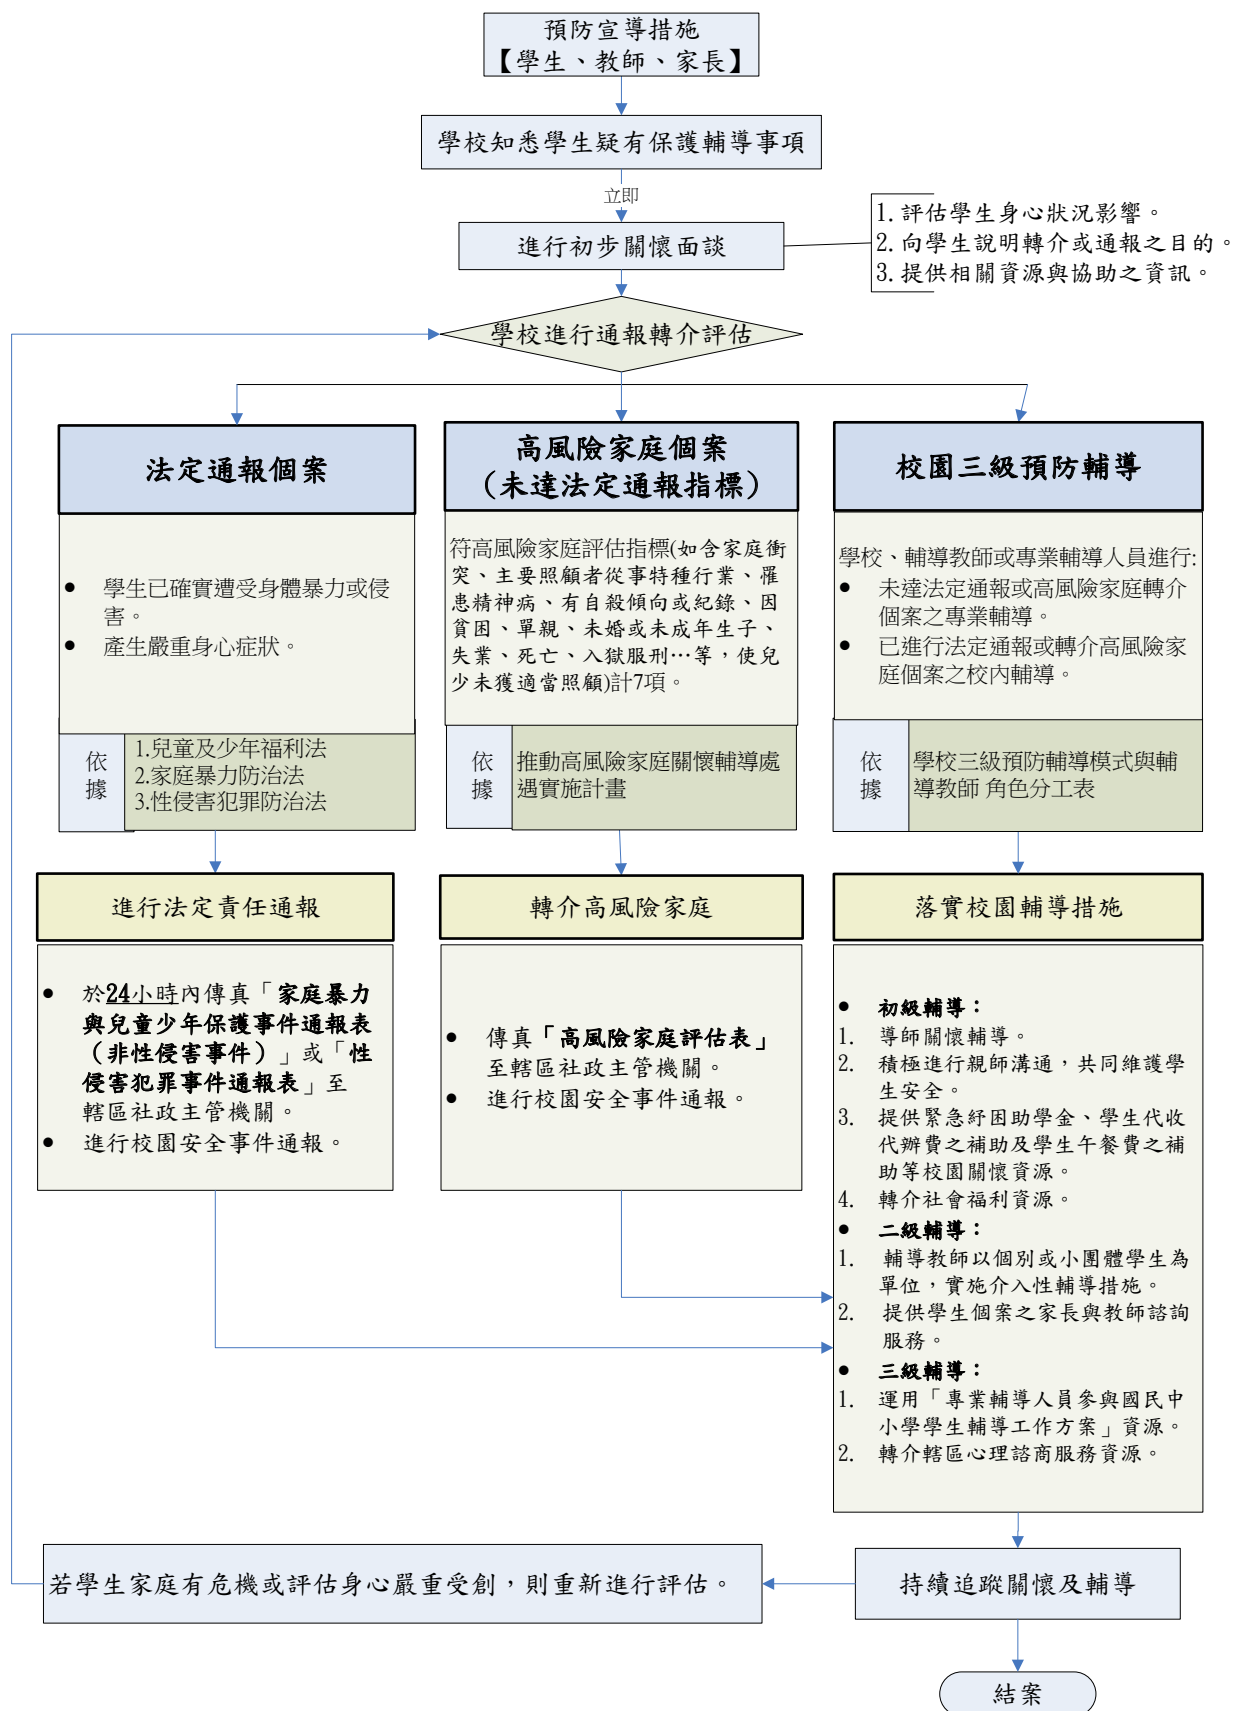 預防宣導措施
【學生、教師、家長】
學校知悉學生疑有保護輔導事項
立即
進行初步關懷面談
1.評估學生身心狀況影響。
2.向學生說明轉介或通報之目的。
3.提供相關資源與協助之資訊。
學校進行通報轉介評估
法定通報個案
● 學生已確實遭受身體暴力或侵
害。
● 產生嚴重身心症狀。
依
據
1.兒童及少年福利法
2.家庭暴力防治法
3.性侵害犯罪防治法
高風險家庭個案
(未達法定通報指標)
符高風險家庭評估指標(如含家庭衝
突、主要照顧者從事特種行業、罹
患精神病、有自殺傾向或紀錄、因
貧困、單親、未婚或未成年生子、
失業、死亡、入獄服刑…等，使兒
少未獲適當照顧)計7項。
依
據
推動高風險家庭關懷輔導處
遇實施計畫
校園三級預防輔導
學校、輔導教師或專業輔導人員進行:
● 未達法定通報或高風險家庭轉介
個案之專業輔導。
● 已進行法定通報或轉介高風險家
庭個案之校內輔導。
依
據
學校三級預防輔導模式與輔
導教師 角色分工表
進行法定責任通報
● 於24小時內傳真「家庭暴力
與兒童少年保護事件通報表
（非性侵害事件）」或「性
侵害犯罪事件通報表」至
轄區社政主管機關。
● 進行校園安全事件通報。
轉介高風險家庭
● 傳真「高風險家庭評估表」
至轄區社政主管機關。
● 進行校園安全事件通報。
落實校園輔導措施
● 初級輔導：
1. 導師關懷輔導。
2. 積極進行親師溝通，共同維護學
生安全。
3. 提供緊急紓困助學金、學生代收
代辦費之補助及學生午餐費之補
助等校園關懷資源。
4. 轉介社會福利資源。
● 二級輔導：
1. 輔導教師以個別或小團體學生為
單位，實施介入性輔導措施。
2. 提供學生個案之家長與教師諮詢
服務。
● 三級輔導：
1. 運用「專業輔導人員參與國民中
小學學生輔導工作方案」資源。
2. 轉介轄區心理諮商服務資源。
若學生家庭有危機或評估身心嚴重受創，則重新進行評估。
持續追蹤關懷及輔導
結案